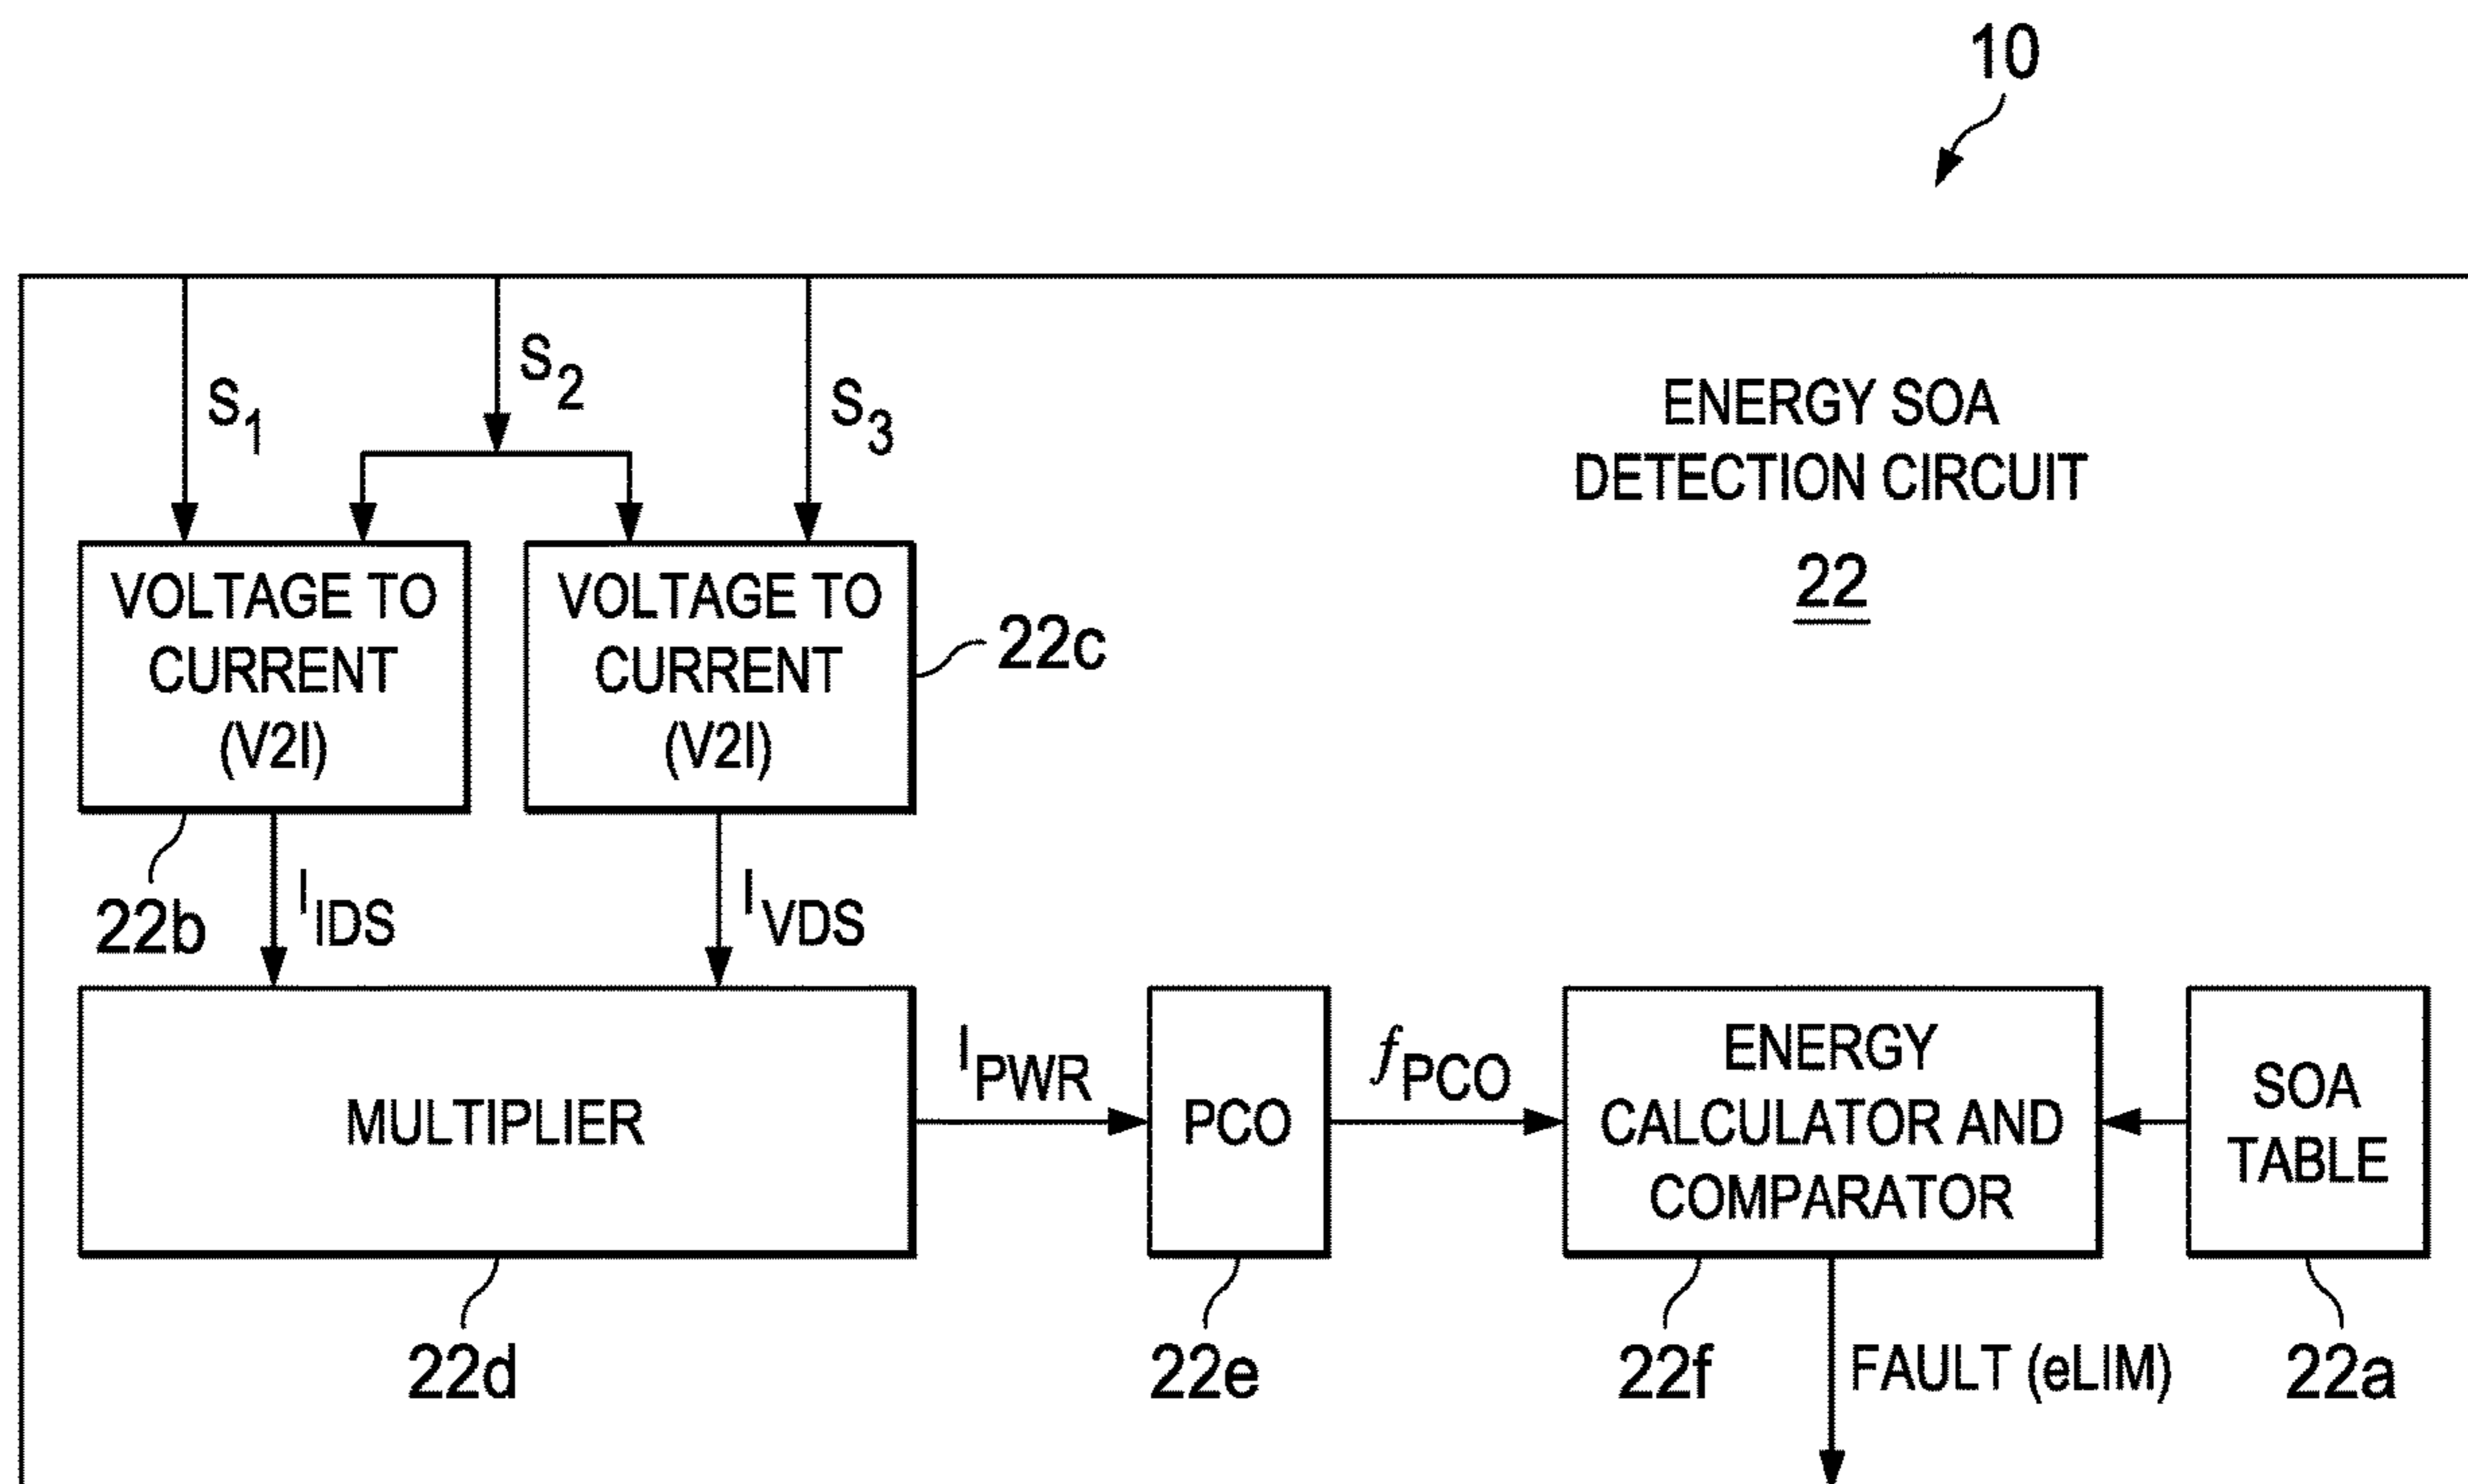 10
S1
S2
S3
ENERGY SOA
DETECTION CIRCUIT
22
VOLTAGE TO
CURRENT
(V2I)
VOLTAGE TO
CURRENT
(V2I)
22c
22b
IIDS
IVDS
MULTIPLIER
IPWR
PCO
fPCO
ENERGY
CALCULATOR AND
COMPARATOR
SOA
TABLE
22d
22e
22f
FAULT (eLIM)
22a